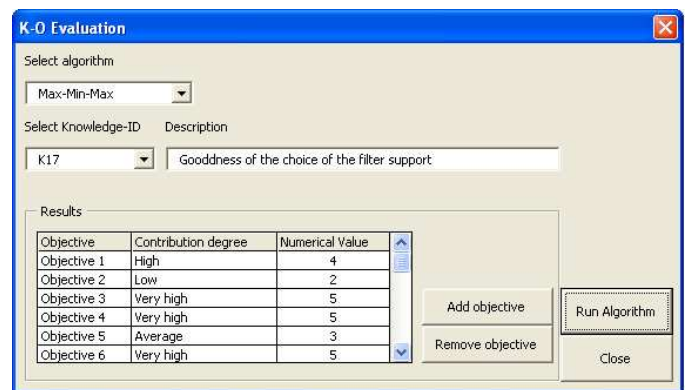 K-O Evaluation
Select algorithm
Max-Min-Max
Select Knowledge-ID Description
K17 Gooddness of the choice of the filter support
Results
Objective Contribution degree Numerical Value
Objective 1 High 4
Objective 2 Low 2
Objective 3 Very high 5
Objective 4 Very high 5
Objective 5 Average 3
Objective 6 Very high 5
Add objective
Remove objective
Run Algorithm
Close